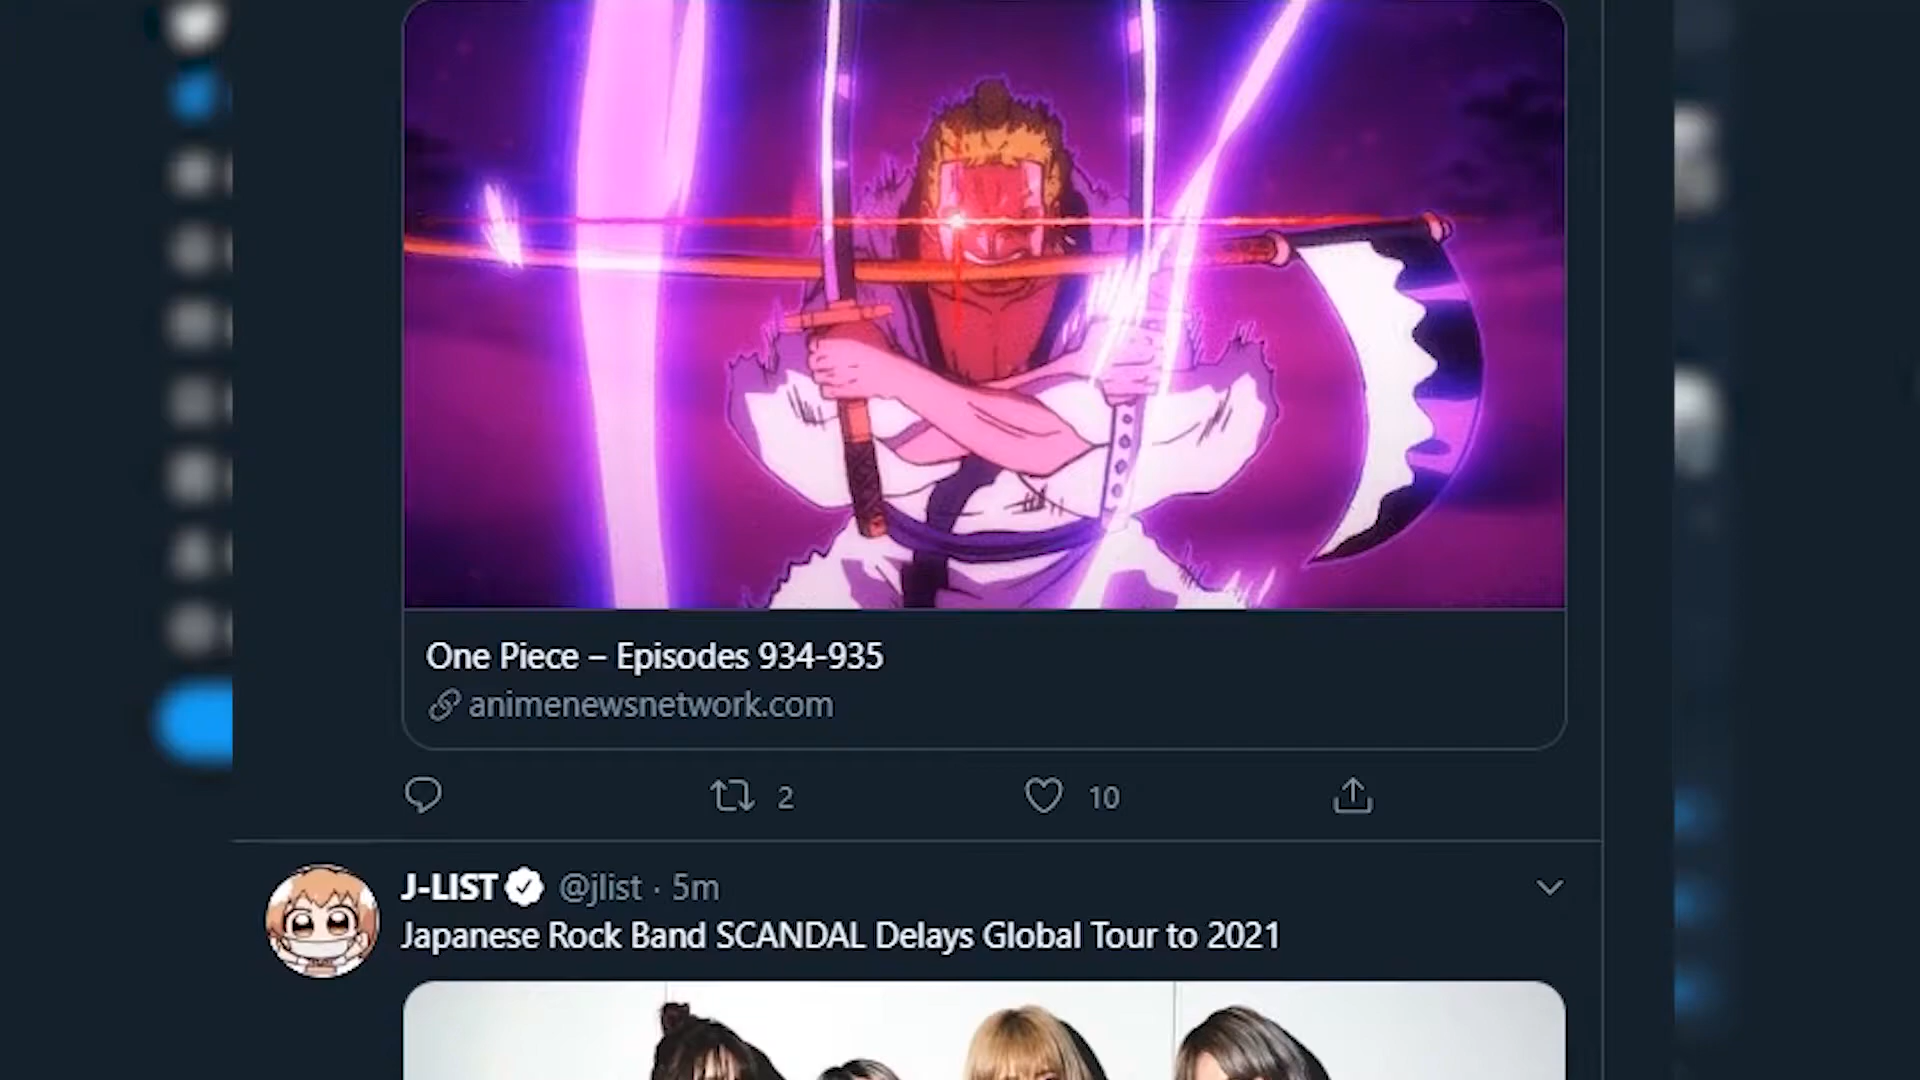 One Piece – Episodes 934-935
animenewsnetwork.com
2 10
J-LIST @jlist · 5m
Japanese Rock Band SCANDAL Delays Global Tour to 2021